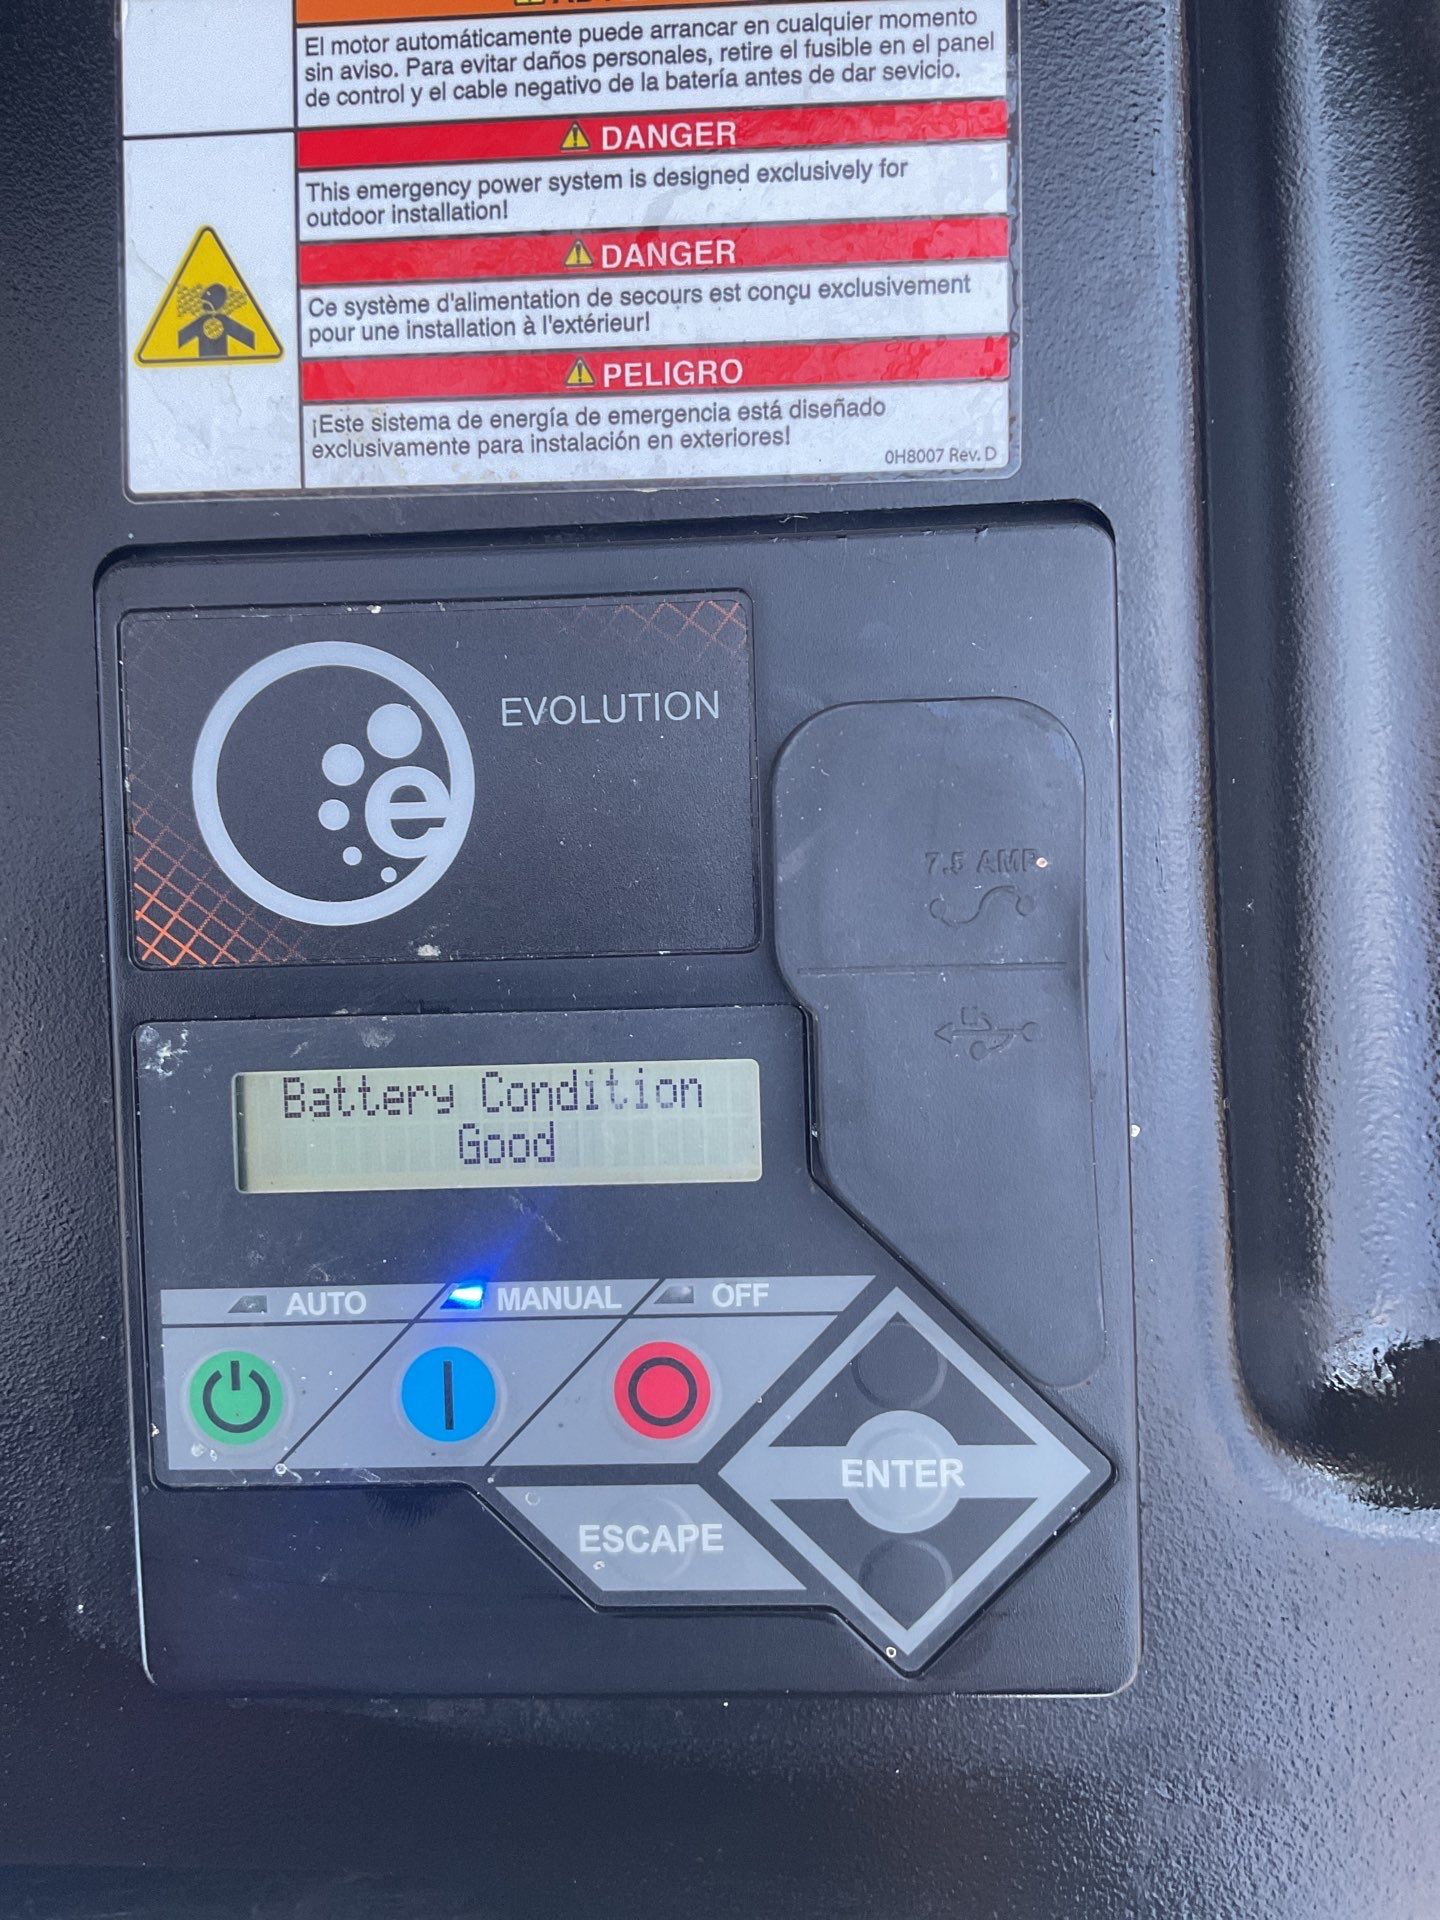 El motor automáticamente puede arrancar en cualquier momento
sin aviso. Para evitar daños personales, retire el fusible en el panel
de control y el cable negativo de la batería antes de dar sevicio.
DANGER
This emergency power system is designed exclusively for
outdoor installation!
DANGER
Ce système d'alimentation de secours est conçu exclusivement
pour une installation à l'extérieur!
PELIGRO
¡Este sistema de energía de emergencia está diseñado
exclusivamente para instalación en exteriores!
0H8007 Rev. D
e
EVOLUTION
7.5 AMP
Battery Condition
Good
AUTO
MANUAL
OFF
ENTER
ESCAPE